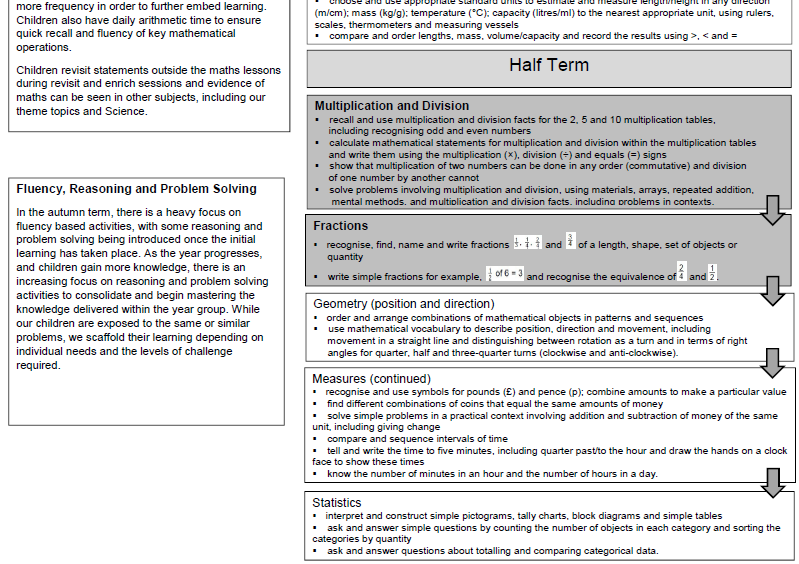 more frequency in order to further embed learning.
Children also have daily arithmetic time to ensure
quick recall and fluency of key mathematical
operations.
Children revisit statements outside the maths lessons
during revisit and enrich sessions and evidence of
maths can be seen in other subjects, including our
theme topics and Science.
Fluency, Reasoning and Problem Solving
In the autumn term, there is a heavy focus on
fluency based activities, with some reasoning and
problem solving being introduced once the initial
learning has taken place. As the year progresses,
and children gain more knowledge, there is an
increasing focus on reasoning and problem solving
activities to consolidate and begin mastering the
knowledge delivered within the year group. While
our children are exposed to the same or similar
problems, we scaffold their learning depending on
individual needs and the levels of challenge
required.
▪ choose and use appropriate standard units to estimate and measure length/height in any direction
(m/cm); mass (kg/g); temperature (°C); capacity (litres/ml) to the nearest appropriate unit, using rulers,
scales, thermometers and measuring vessels
▪ compare and order lengths, mass, volume/capacity and record the results using >, < and =
Half Term
Multiplication and Division
▪ recall and use multiplication and division facts for the 2, 5 and 10 multiplication tables,
including recognising odd and even numbers
▪ calculate mathematical statements for multiplication and division within the multiplication tables
and write them using the multiplication (×), division (÷) and equals (=) signs
▪ show that multiplication of two numbers can be done in any order (commutative) and division
of one number by another cannot
▪ solve problems involving multiplication and division, using materials, arrays, repeated addition,
mental methods, and multiplication and division facts, including problems in contexts.
Fractions
▪ recognise, find, name and write fractions 1/3, 1/4, 2/4 and 3/4 of a length, shape, set of objects or
quantity
▪ write simple fractions for example, 1/2 of 6 = 3 and recognise the equivalence of 2/4 and 1/2.
Geometry (position and direction)
▪ order and arrange combinations of mathematical objects in patterns and sequences
▪ use mathematical vocabulary to describe position, direction and movement, including
movement in a straight line and distinguishing between rotation as a turn and in terms of right
angles for quarter, half and three-quarter turns (clockwise and anti-clockwise).
Measures (continued)
▪ recognise and use symbols for pounds (£) and pence (p); combine amounts to make a particular value
▪ find different combinations of coins that equal the same amounts of money
▪ solve simple problems in a practical context involving addition and subtraction of money of the same
unit, including giving change
▪ compare and sequence intervals of time
▪ tell and write the time to five minutes, including quarter past/to the hour and draw the hands on a clock
face to show these times
▪ know the number of minutes in an hour and the number of hours in a day.
Statistics
▪ interpret and construct simple pictograms, tally charts, block diagrams and simple tables
▪ ask and answer simple questions by counting the number of objects in each category and sorting the
categories by quantity
▪ ask and answer questions about totalling and comparing categorical data.